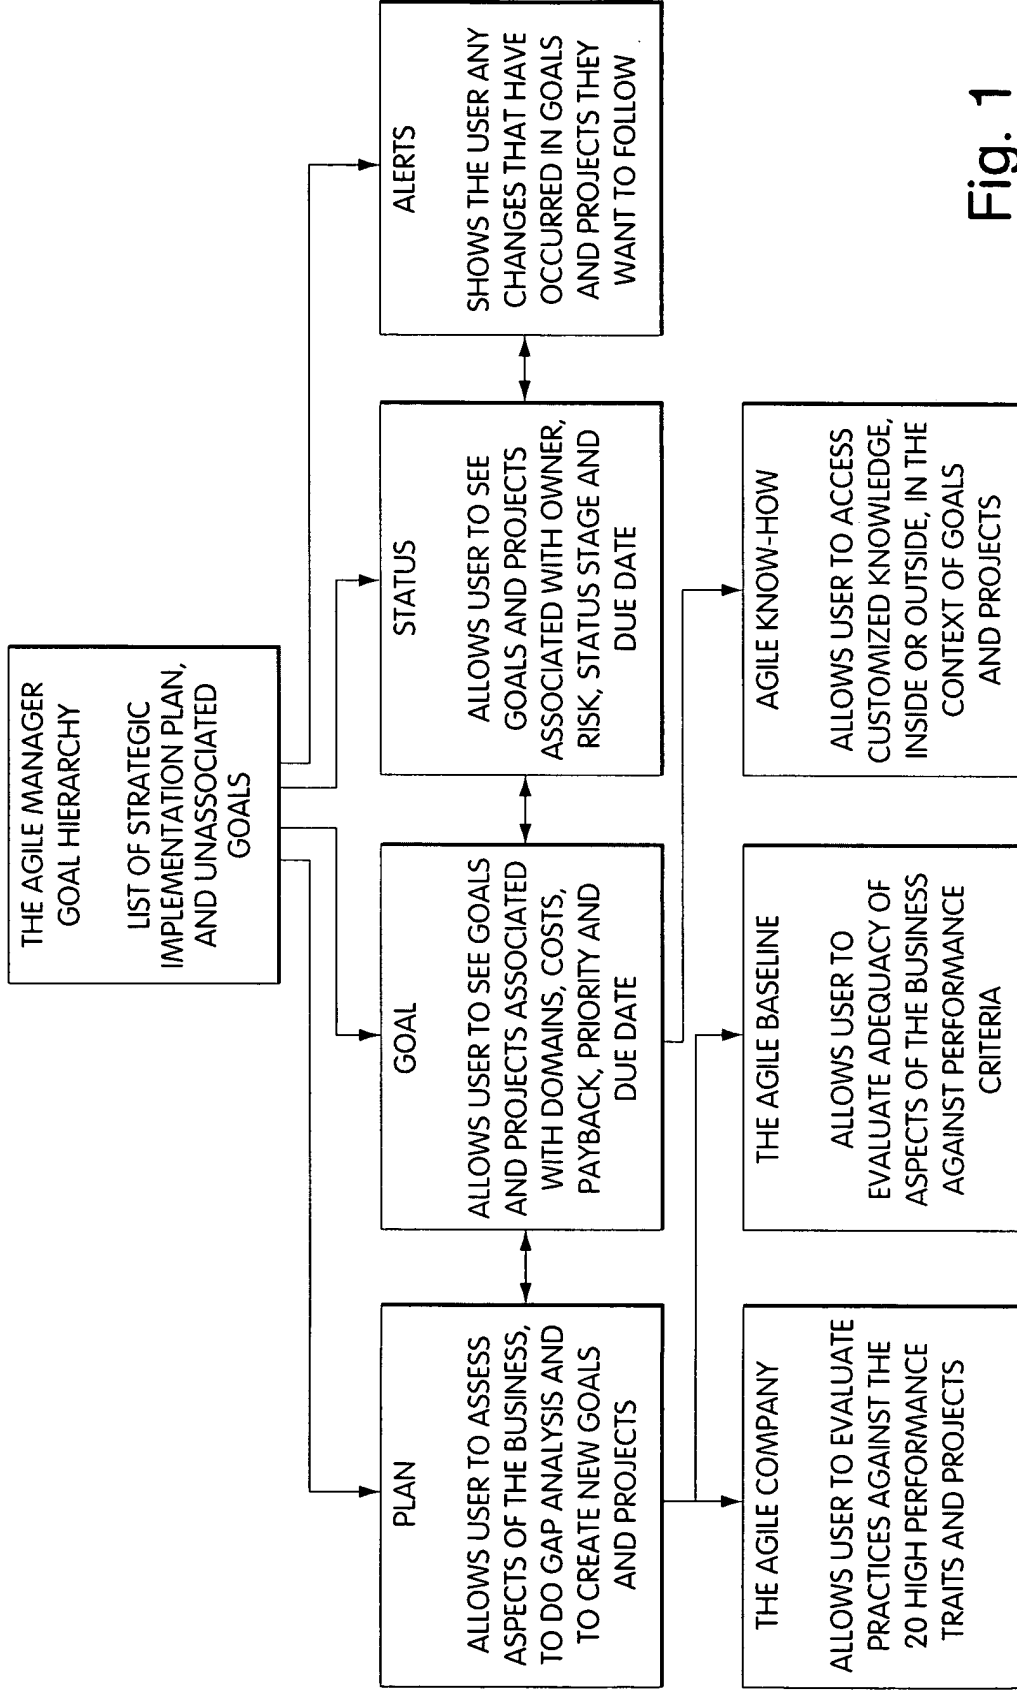 THE AGILE MANAGER
GOAL HIERARCHY
LIST OF STRATEGIC
IMPLEMENTATION PLAN,
AND UNASSOCIATED
GOALS
PLAN
ALLOWS USER TO ASSESS
ASPECTS OF THE BUSINESS,
TO DO GAP ANALYSIS AND
TO CREATE NEW GOALS
AND PROJECTS
GOAL
ALLOWS USER TO SEE GOALS
AND PROJECTS ASSOCIATED
WITH DOMAINS, COSTS,
PAYBACK, PRIORITY AND
DUE DATE
STATUS
ALLOWS USER TO SEE
GOALS AND PROJECTS
ASSOCIATED WITH OWNER,
RISK, STATUS STAGE AND
DUE DATE
ALERTS
SHOWS THE USER ANY
CHANGES THAT HAVE
OCCURRED IN GOALS
AND PROJECTS THEY
WANT TO FOLLOW
THE AGILE COMPANY
ALLOWS USER TO EVALUATE
PRACTICES AGAINST THE
20 HIGH PERFORMANCE
TRAITS AND PROJECTS
THE AGILE BASELINE
ALLOWS USER TO
EVALUATE ADEQUACY OF
ASPECTS OF THE BUSINESS
AGAINST PERFORMANCE
CRITERIA
AGILE KNOW-HOW
ALLOWS USER TO ACCESS
CUSTOMIZED KNOWLEDGE,
INSIDE OR OUTSIDE, IN THE
CONTEXT OF GOALS
AND PROJECTS
Fig. 1